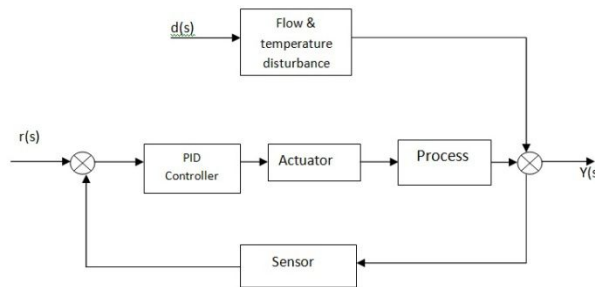 d(s)
Flow &
temperature
disturbance
r(s)
PID
Controller
Actuator
Process
Y(s
Sensor